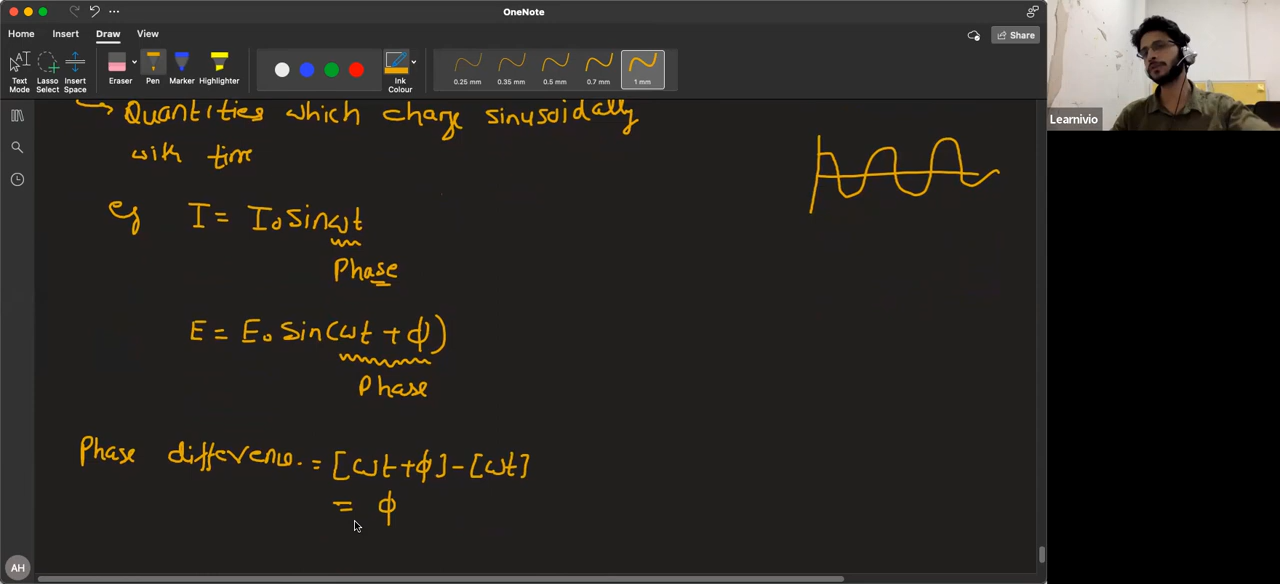 OneNote
Home Insert Draw View
Share
Text Mode
Lasso Select
Insert Space
Eraser
Pen
Marker
Highlighter
Ink Colour
0.25 mm
0.35 mm
0.5 mm
0.7 mm
1 mm
Learnivio
↳ Quantities which change sinusoidally
with time
eg I = I₀ sinωt
Phase
E = E₀ sin(ωt + ϕ)
Phase
Phase difference. = [ωt+ϕ] - [ωt]
= ϕ
AH